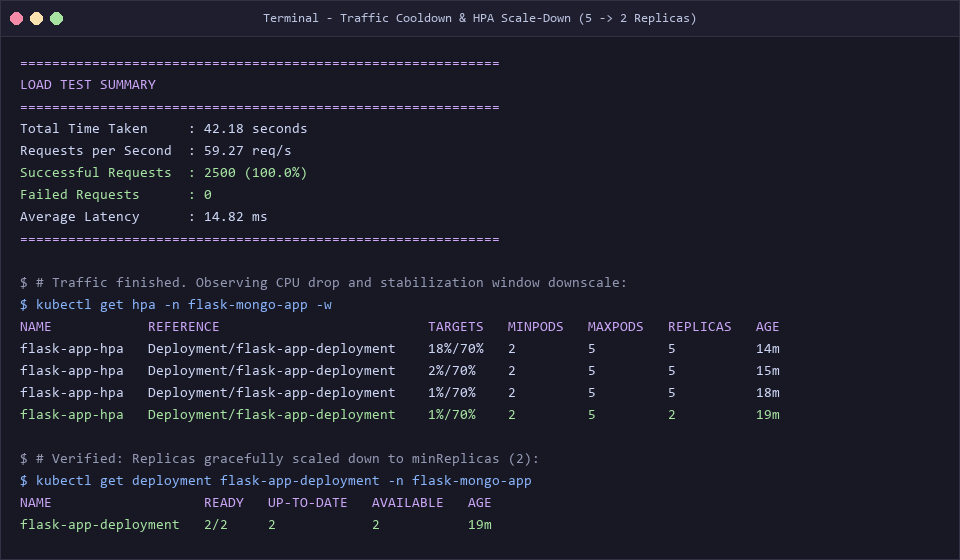 Terminal - Traffic Cooldown & HPA Scale-Down (5 -> 2 Replicas)
============================================================
LOAD TEST SUMMARY
============================================================
Total Time Taken     : 42.18 seconds
Requests per Second  : 59.27 req/s
Successful Requests  : 2500 (100.0%)
Failed Requests      : 0
Average Latency      : 14.82 ms
============================================================
$ # Traffic finished. Observing CPU drop and stabilization window downscale:
$ kubectl get hpa -n flask-mongo-app -w
NAME            REFERENCE                          TARGETS   MINPODS   MAXPODS   REPLICAS   AGE
flask-app-hpa   Deployment/flask-app-deployment    18%/70%   2         5         5          14m
flask-app-hpa   Deployment/flask-app-deployment    2%/70%    2         5         5          15m
flask-app-hpa   Deployment/flask-app-deployment    1%/70%    2         5         5          18m
flask-app-hpa   Deployment/flask-app-deployment    1%/70%    2         5         2          19m
$ # Verified: Replicas gracefully scaled down to minReplicas (2):
$ kubectl get deployment flask-app-deployment -n flask-mongo-app
NAME                   READY   UP-TO-DATE   AVAILABLE   AGE
flask-app-deployment   2/2     2            2           19m